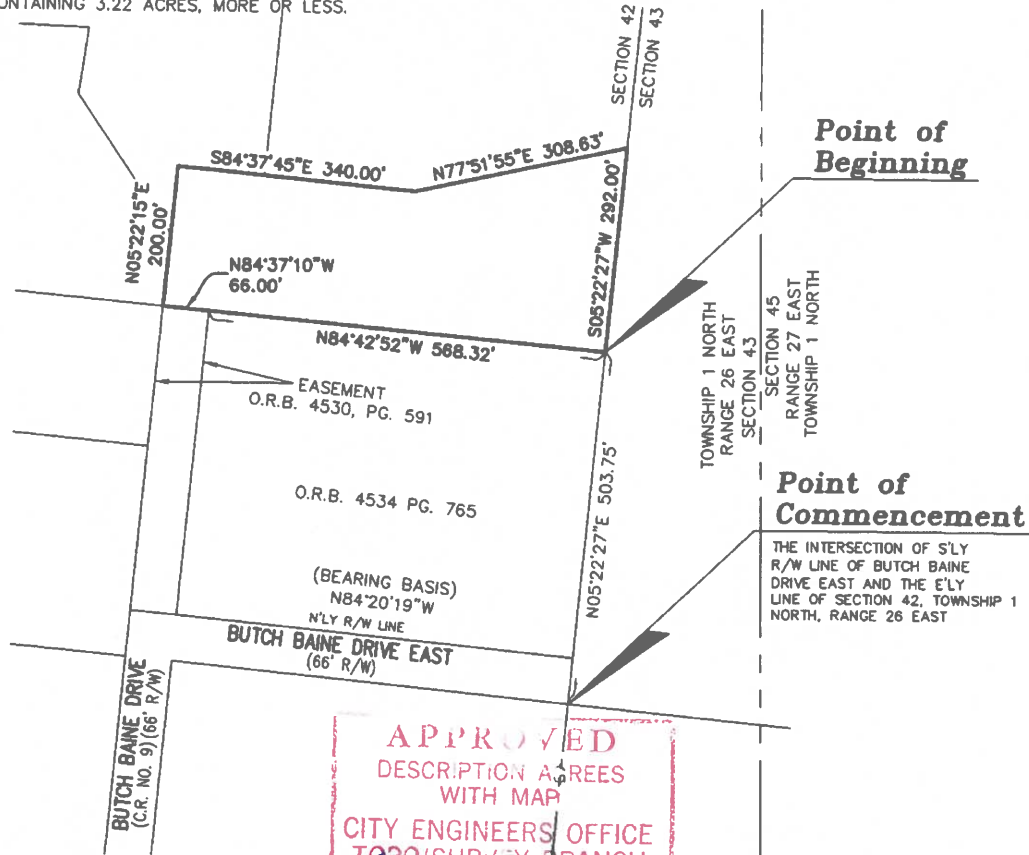 ONTAINING 3.22 ACRES, MORE OR LESS.
SECTION 42
SECTION 43
Point of
Beginning
S84°37'45"E 340.00'
N77°51'55"E 308.63'
N05°22'15"E
200.00'
N84°37'10"W
66.00'
S05°22'27"W 292.00'
N84°42'52"W 568.32'
EASEMENT
O.R.B. 4530, PG. 591
TOWNSHIP 1 NORTH
RANGE 26 EAST
SECTION 43
SECTION 45
RANGE 27 EAST
TOWNSHIP 1 NORTH
O.R.B. 4534 PG. 765
N05°22'27"E 503.75'
Point of
Commencement
THE INTERSECTION OF S'LY
R/W LINE OF BUTCH BAINE
DRIVE EAST AND THE E'LY
LINE OF SECTION 42, TOWNSHIP 1
NORTH, RANGE 26 EAST
(BEARING BASIS)
N84°20'19"W
N'LY R/W LINE
BUTCH BAINE DRIVE EAST
(66' R/W)
BUTCH BAINE DRIVE
(C.R. NO. 9)(66' R/W)
APPROVED
DESCRIPTION AGREES
WITH MAP
CITY ENGINEERS OFFICE
TOPO/SURVEY BRANCH